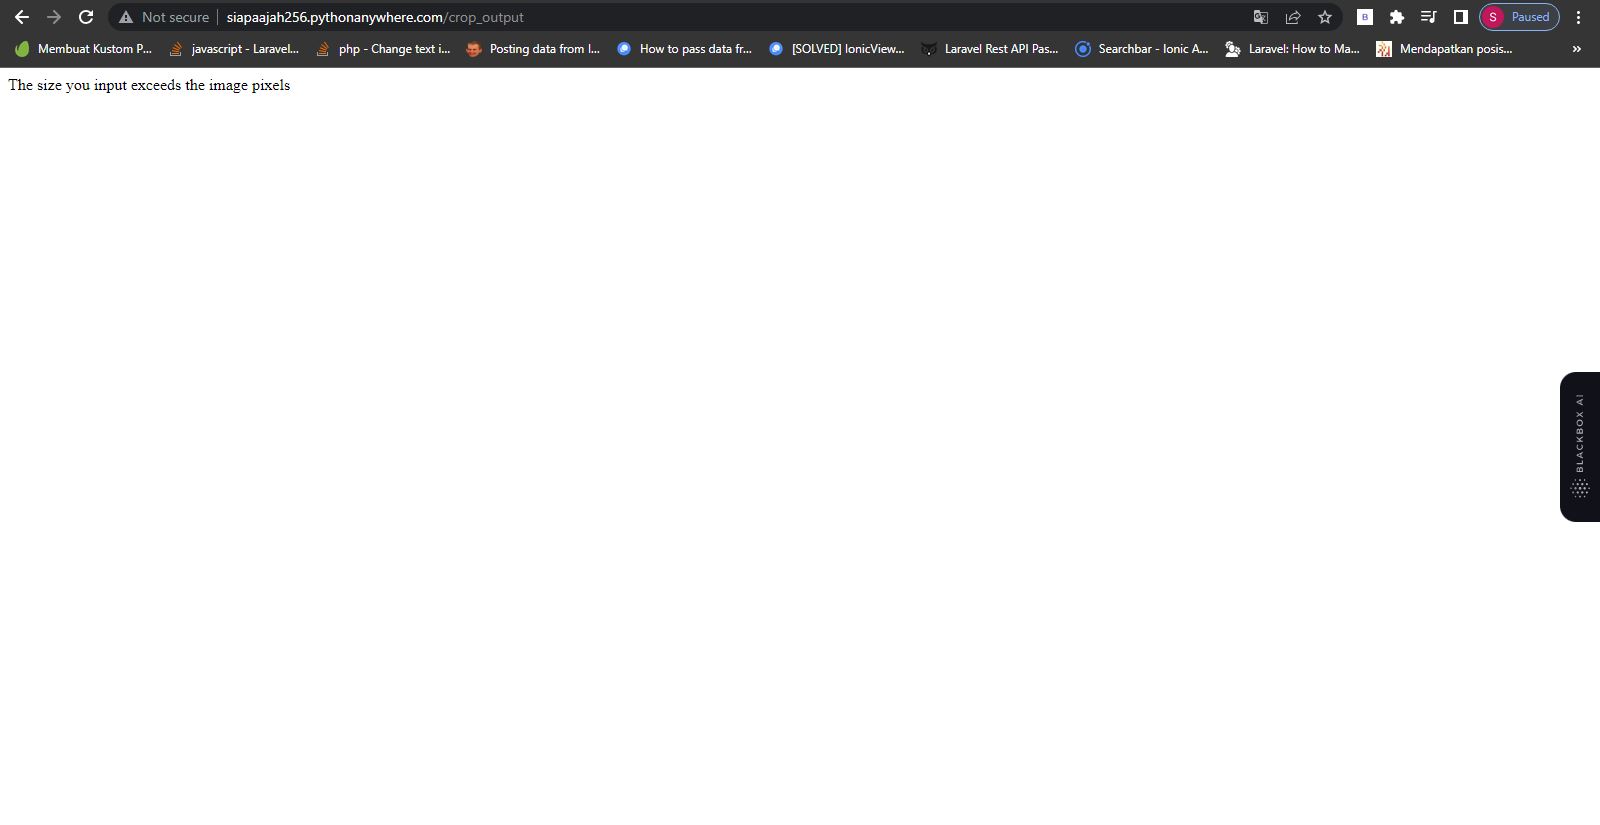 Not secure siapaajah256.pythonanywhere.com/crop_output B S Paused
Membuat Kustom P... javascript - Laravel... php - Change text i... Posting data from I... How to pass data fr... [SOLVED] IonicView... Laravel Rest API Pas... Searchbar - Ionic A... Laravel: How to Ma... Mendapatkan posis... »
The size you input exceeds the image pixels
BLACKBOX AI